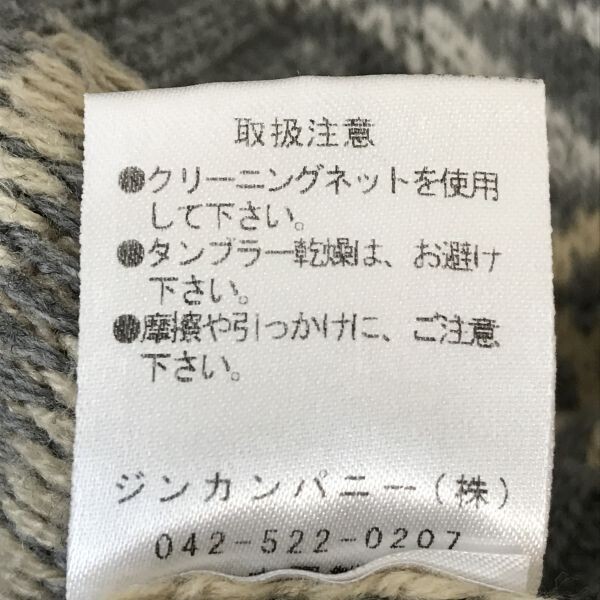 取扱注意
●クリーニングネットを使用
して下さい。
●タンブラー乾燥は、お避け
下さい。
●摩擦や引っかけに、ご注意
下さい。
ジンカンパニー(株)
042-522-0207